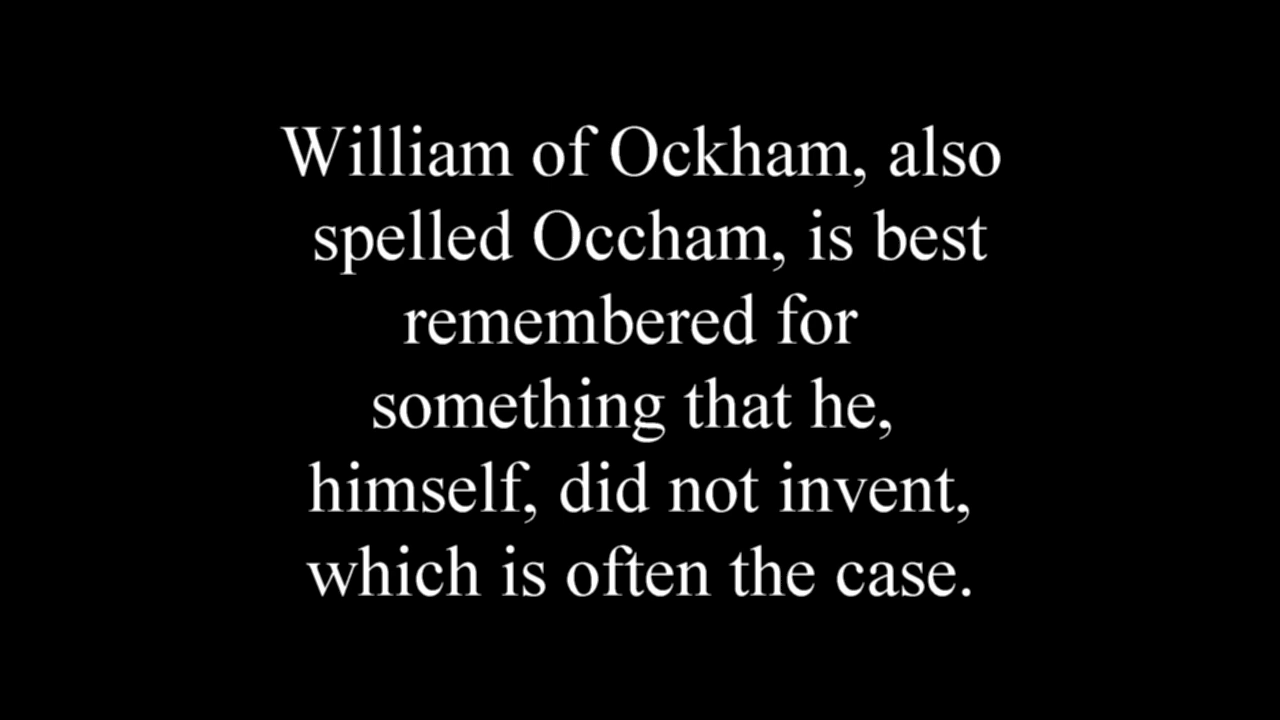 William of Ockham, also
spelled Occham, is best
remembered for
something that he,
himself, did not invent,
which is often the case.